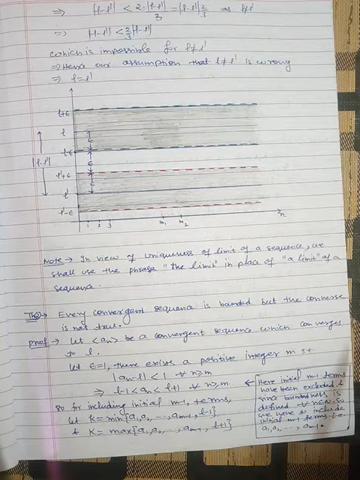 ⇒ |l-l'| < 2·|l-l'|/3 = |l-l'| 2/3 as l≠l'
⇒ |l-l'| < 2/3 |l-l'|
which is impossible for l≠l'
⇒ Hence our assumption that l≠l' is wrong
⇒ l=l'
l+ε
l
l-ε
|l-l'|
l'+ε
l'
l'-ε
1 2 3 m₁ m₂
Note → In view of uniqueness of limit of a sequence, we
shall use the phrase "the limit" in place of "a limit" of a
sequence.
→ Every convergent sequence is bounded but the converse
is not true.
Proof → Let <aₙ> be a convergent sequence which converges
to l.
Let ε=1, there exists a positive integer m s.t
|aₙ-l| < 1 ∀ n≥m
l-1 < aₙ < l+1 ∀ n≥m
so for including initial m-1 terms,
let k = min{a₁,a₂, ..., aₘ₋₁, l-1}
& K = max{a₁,a₂, ..., aₘ₋₁, l+1}
← Here initial m-1 terms
have been excluded &
since boundedness is
defined ∀ n∈N. So
we have to include
initial m-1 terms i.e.
a₁,a₂, ..., aₘ₋₁.